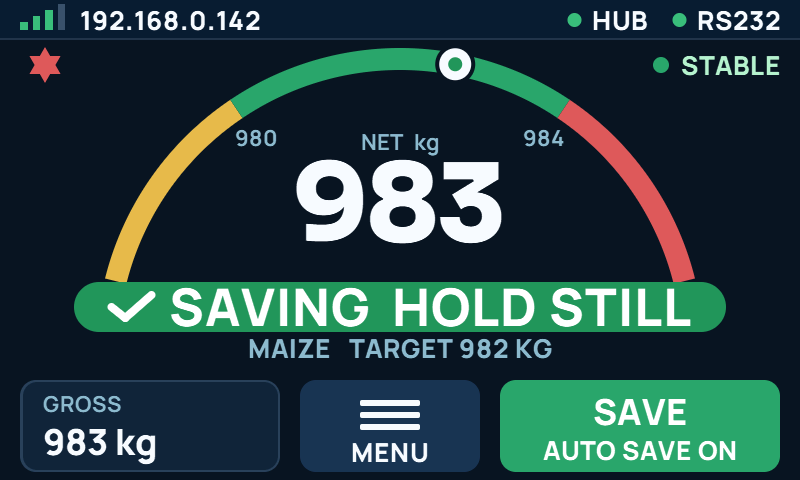 192.168.0.142 HUB RS232
STABLE
980 984
NET kg
983
SAVING HOLD STILL
MAIZE TARGET 982 KG
GROSS
983 kg
MENU
SAVE
AUTO SAVE ON